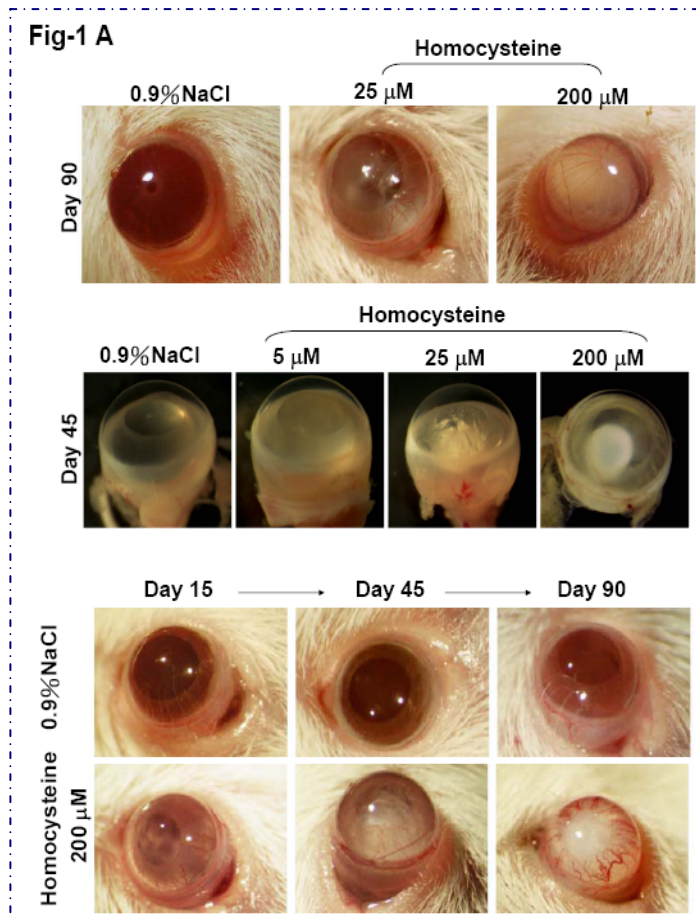 Fig-1 A
Homocysteine
0.9%NaCl 25 μM 200 μM
Day 90
Homocysteine
0.9%NaCl 5 μM 25 μM 200 μM
Day 45
Day 15 Day 45 Day 90
0.9%NaCl
Homocysteine
200 μM